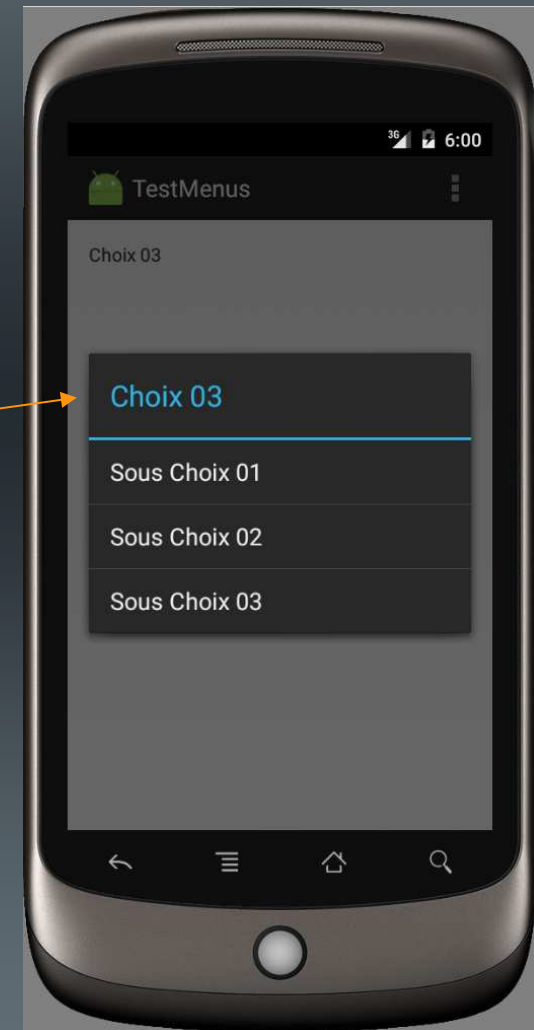 3G 6:00
TestMenus
Choix 03
Choix 03
Sous Choix 01
Sous Choix 02
Sous Choix 03